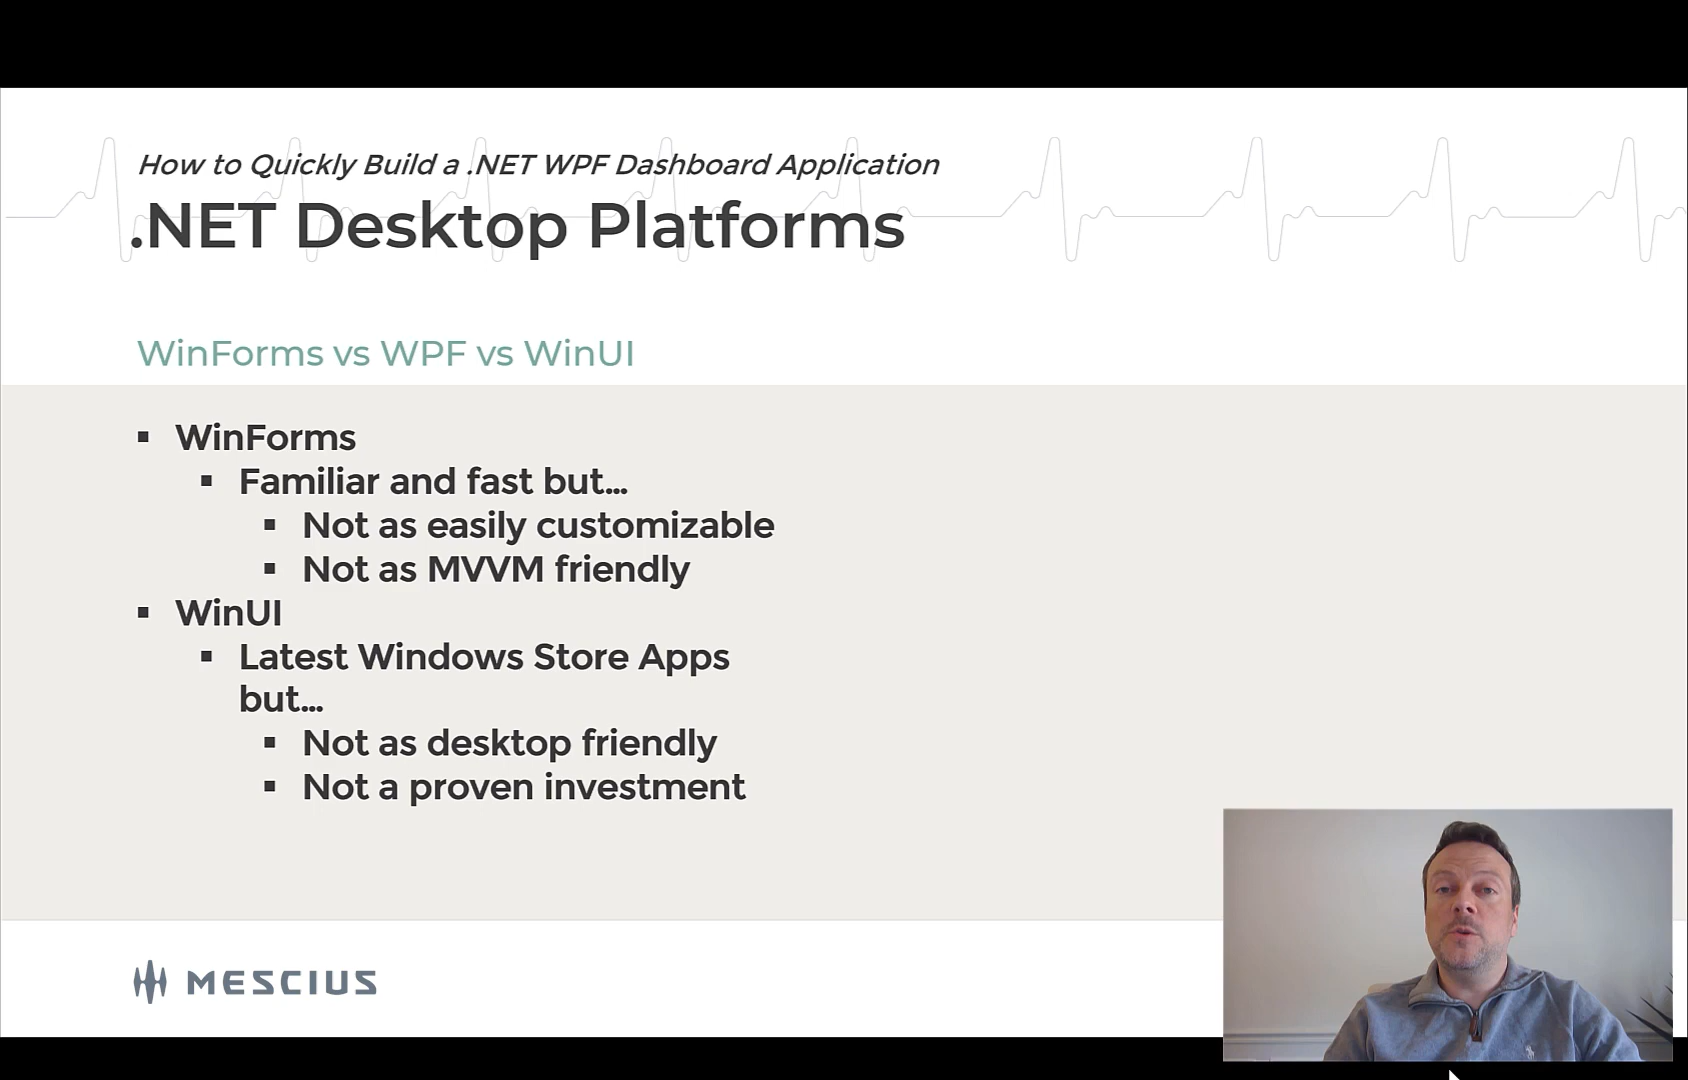 How to Quickly Build a .NET WPF Dashboard Application
.NET Desktop Platforms
WinForms vs WPF vs WinUI
▪ WinForms
▪ Familiar and fast but...
▪ Not as easily customizable
▪ Not as MVVM friendly
▪ WinUI
▪ Latest Windows Store Apps
but...
▪ Not as desktop friendly
▪ Not a proven investment
MESCIUS